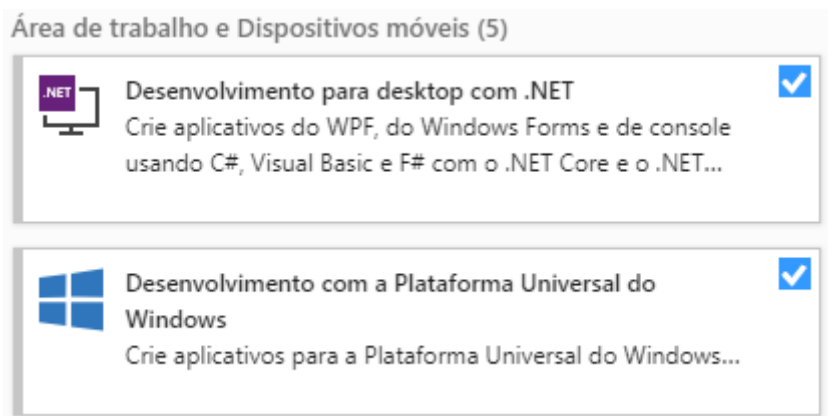 Área de trabalho e Dispositivos móveis (5)
.NET
Desenvolvimento para desktop com .NET
Crie aplicativos do WPF, do Windows Forms e de console
usando C#, Visual Basic e F# com o .NET Core e o .NET...
Desenvolvimento com a Plataforma Universal do
Windows
Crie aplicativos para a Plataforma Universal do Windows...